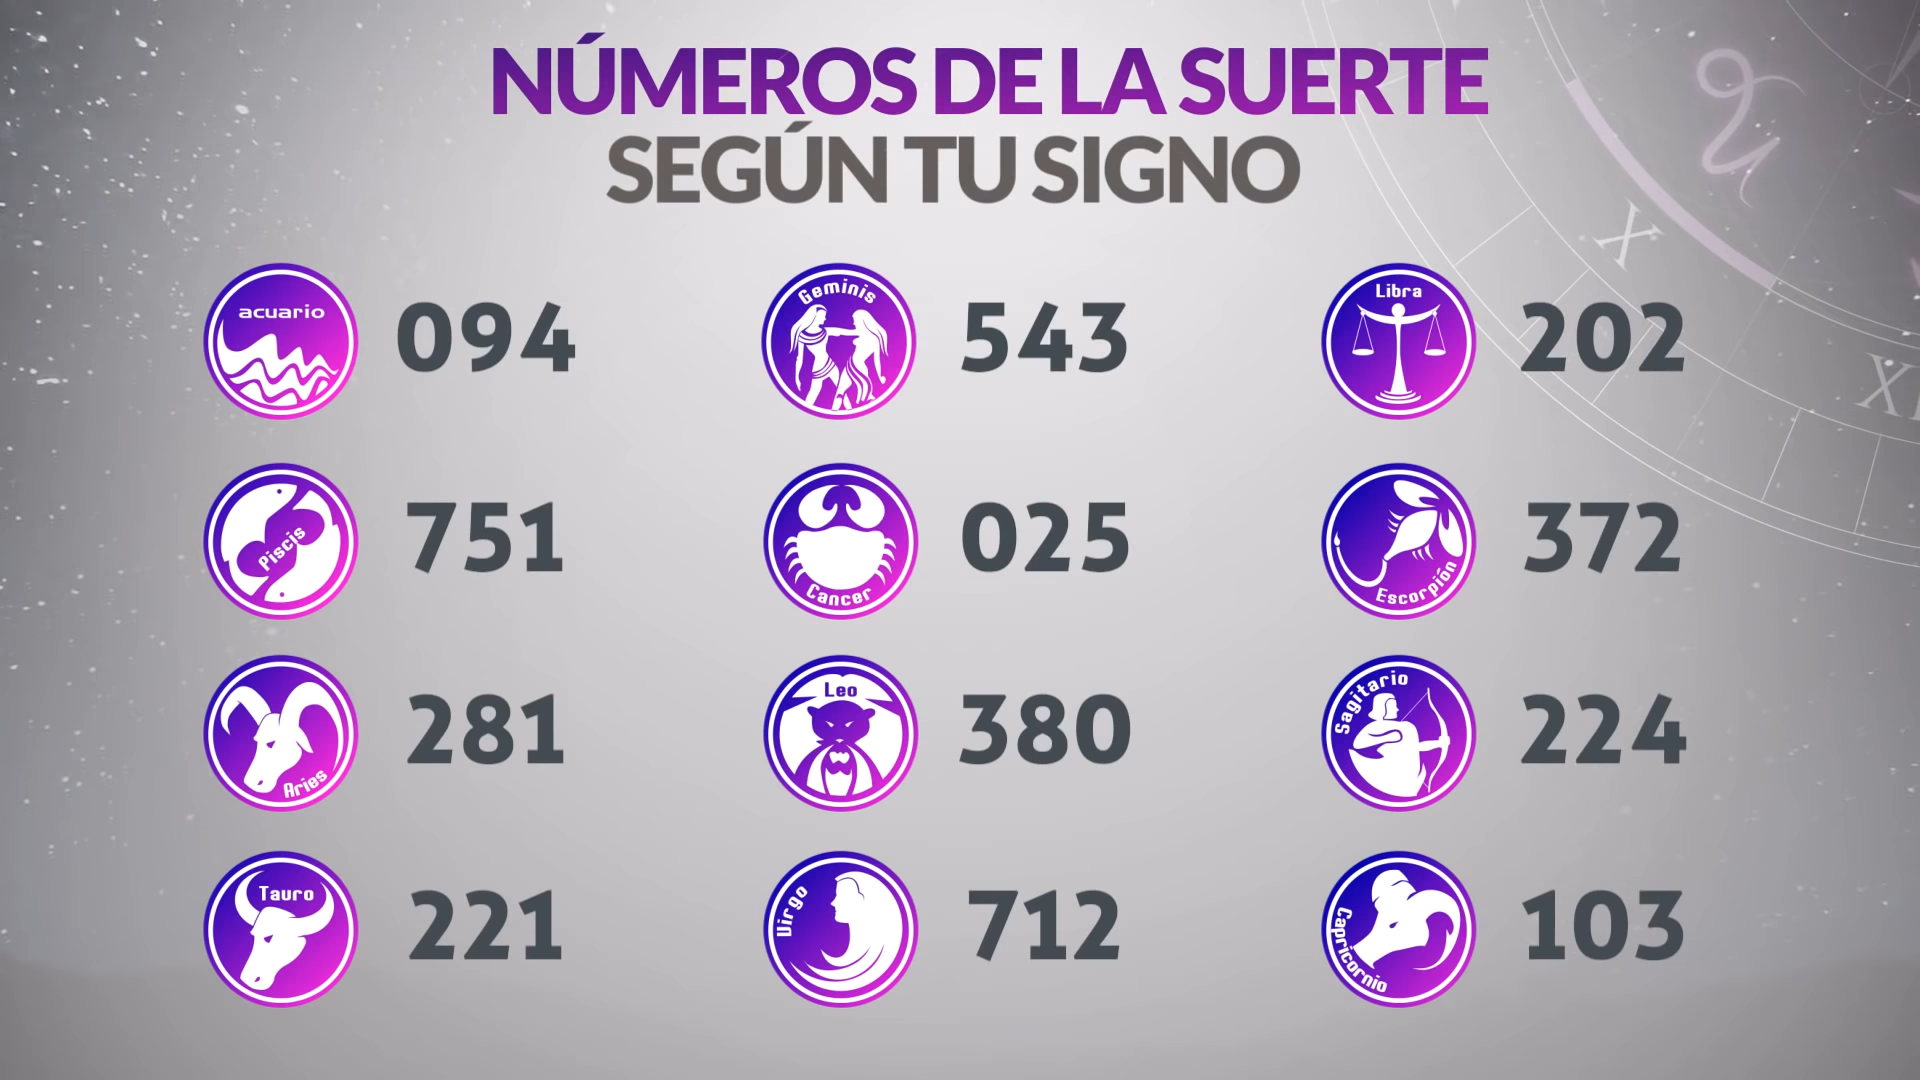 NÚMEROS DE LA SUERTE
SEGÚN TU SIGNO
acuario 094
Geminis 543
Libra 202
Piscis 751
Cancer 025
Escorpión 372
Aries 281
Leo 380
Sagitario 224
Tauro 221
Virgo 712
Capricornio 103
X
XI